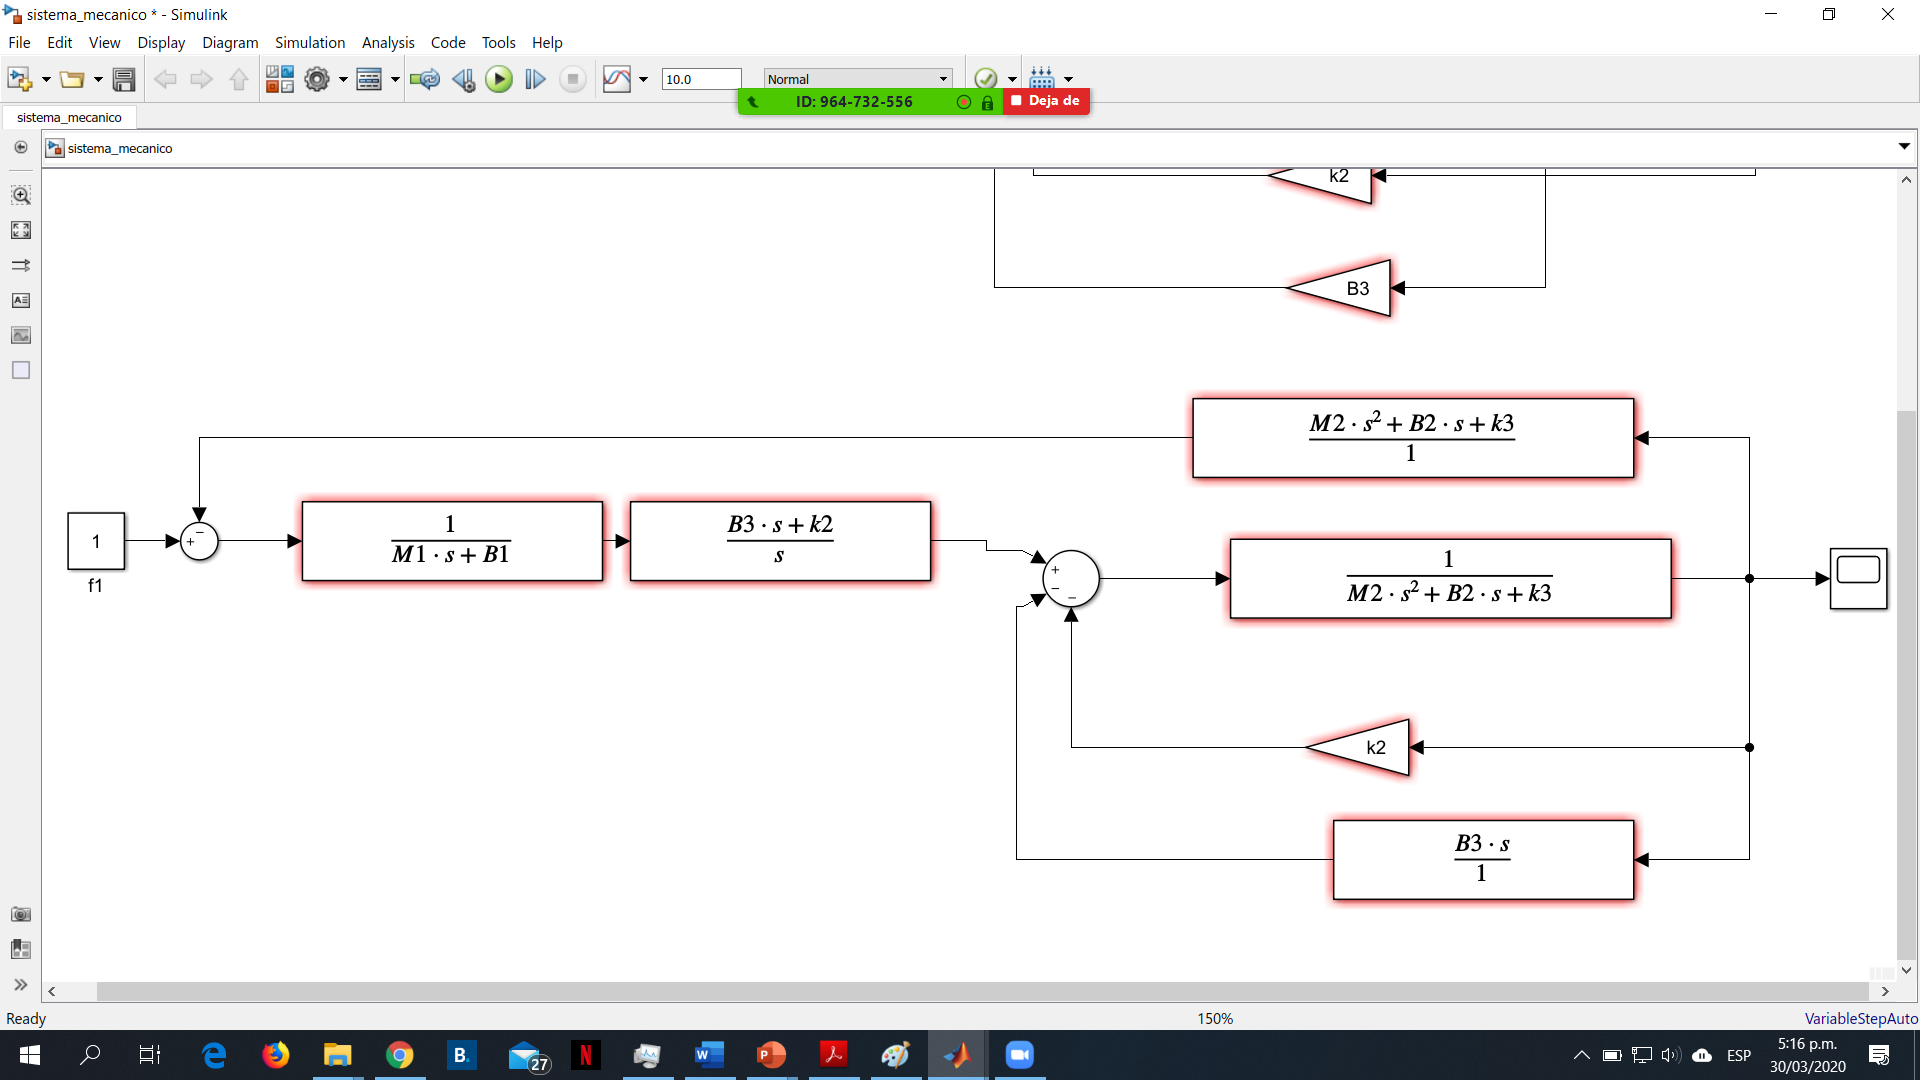 sistema_mecanico * - Simulink
File Edit View Display Diagram Simulation Analysis Code Tools Help
10.0 Normal
ID: 964-732-556 Deja de
sistema_mecanico
sistema_mecanico
k2
B3
M2 · s² + B2 · s + k3
1
1
f1
+ −
1
M1 · s + B1
B3 · s + k2
s
+
−
−
1
M2 · s² + B2 · s + k3
k2
B3 · s
1
Ready 150% VariableStepAuto
B. 27 N ESP
5:16 p.m.
30/03/2020